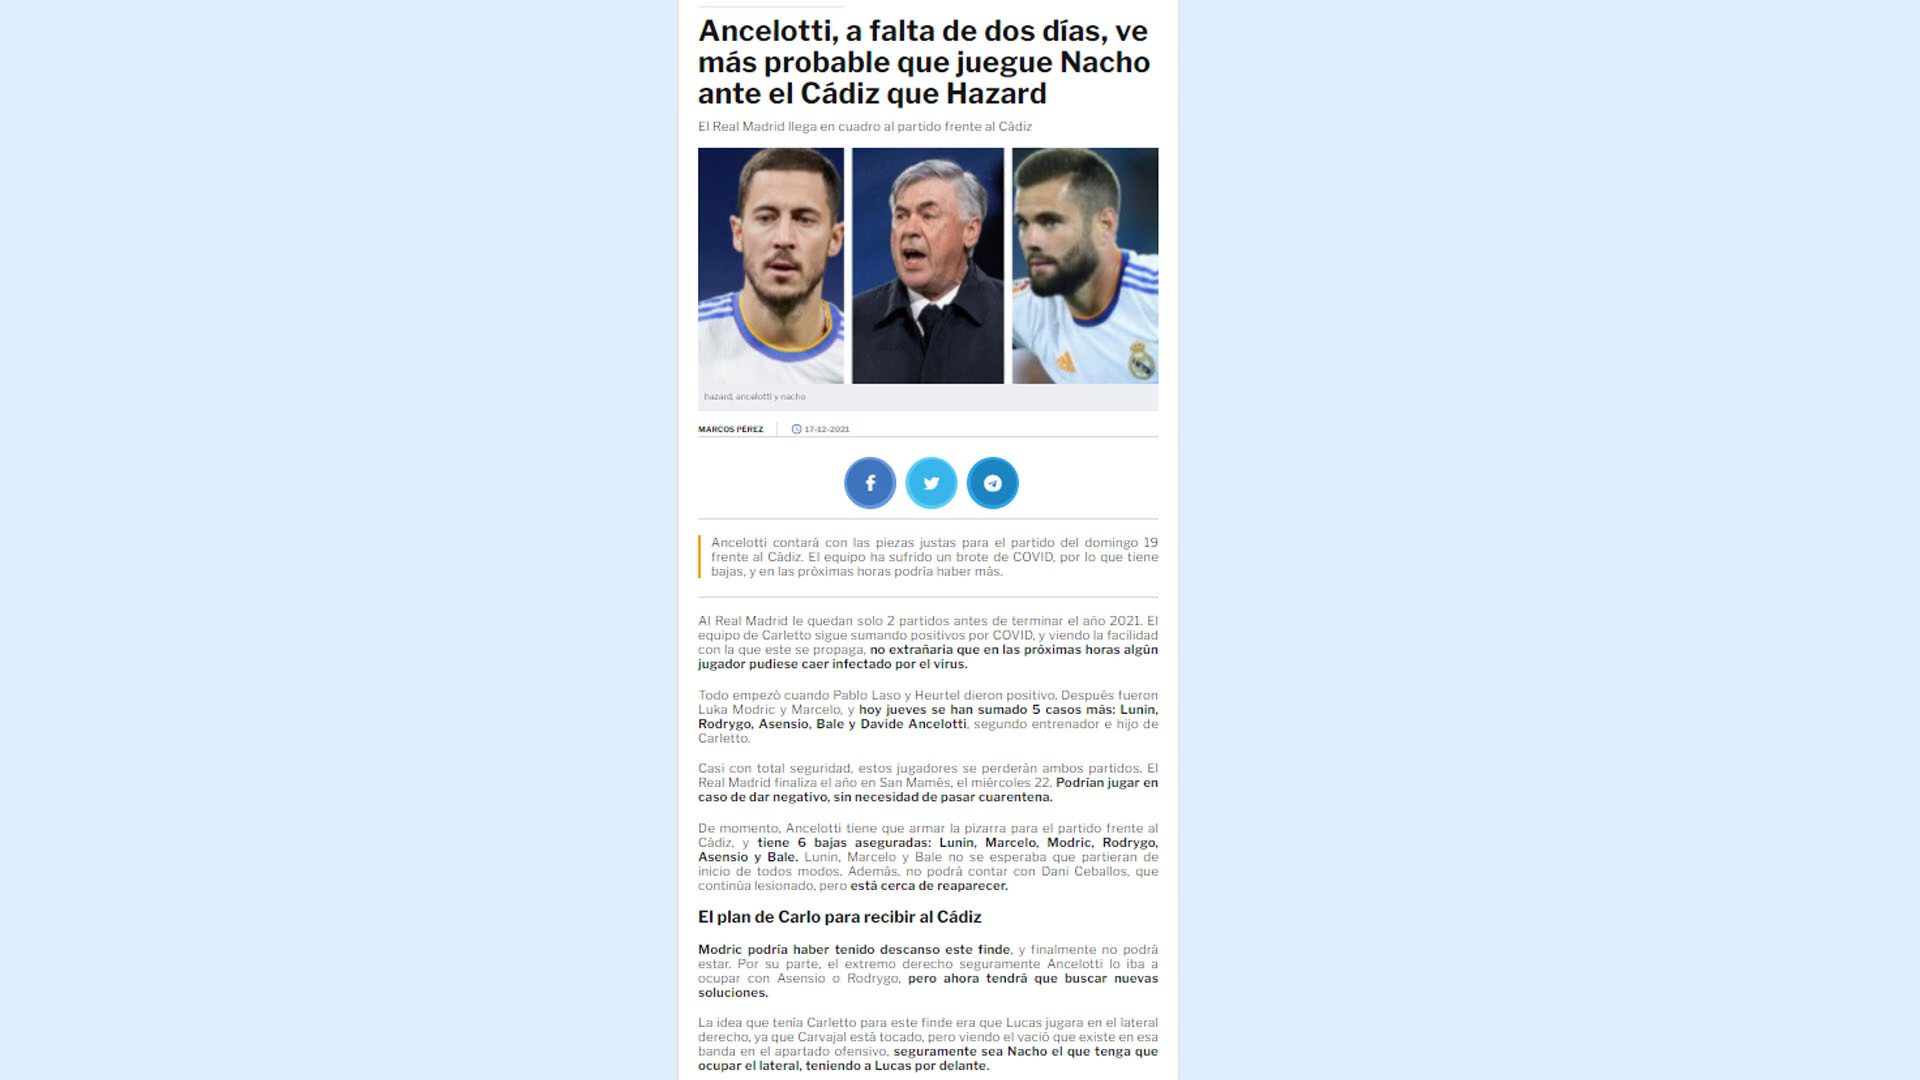 Ancelotti, a falta de dos días, ve
más probable que juegue Nacho
ante el Cádiz que Hazard
El Real Madrid llega en cuadro al partido frente al Cádiz
hazard, ancelotti y nacho
MARCOS PÉREZ 17-12-2021
Ancelotti contará con las piezas justas para el partido del domingo 19
frente al Cádiz. El equipo ha sufrido un brote de COVID, por lo que tiene
bajas, y en las próximas horas podría haber más.
Al Real Madrid le quedan solo 2 partidos antes de terminar el año 2021. El
equipo de Carletto sigue sumando positivos por COVID, y viendo la facilidad
con la que este se propaga, no extrañaría que en las próximas horas algún
jugador pudiese caer infectado por el virus.
Todo empezó cuando Pablo Laso y Heurtel dieron positivo. Después fueron
Luka Modric y Marcelo, y hoy jueves se han sumado 5 casos más: Lunin,
Rodrygo, Asensio, Bale y Davide Ancelotti, segundo entrenador e hijo de
Carletto.
Casi con total seguridad, estos jugadores se perderán ambos partidos. El
Real Madrid finaliza el año en San Mamés, el miércoles 22. Podrían jugar en
caso de dar negativo, sin necesidad de pasar cuarentena.
De momento, Ancelotti tiene que armar la pizarra para el partido frente al
Cádiz, y tiene 6 bajas aseguradas: Lunin, Marcelo, Modric, Rodrygo,
Asensio y Bale. Lunin, Marcelo y Bale no se esperaba que partieran de
inicio de todos modos. Además, no podrá contar con Dani Ceballos, que
continúa lesionado, pero está cerca de reaparecer.
El plan de Carlo para recibir al Cádiz
Modric podría haber tenido descanso este finde, y finalmente no podrá
estar. Por su parte, el extremo derecho seguramente Ancelotti lo iba a
ocupar con Asensio o Rodrygo, pero ahora tendrá que buscar nuevas
soluciones.
La idea que tenía Carletto para este finde era que Lucas jugara en el lateral
derecho, ya que Carvajal está tocado, pero viendo el vació que existe en esa
banda en el apartado ofensivo, seguramente sea Nacho el que tenga que
ocupar el lateral, teniendo a Lucas por delante.